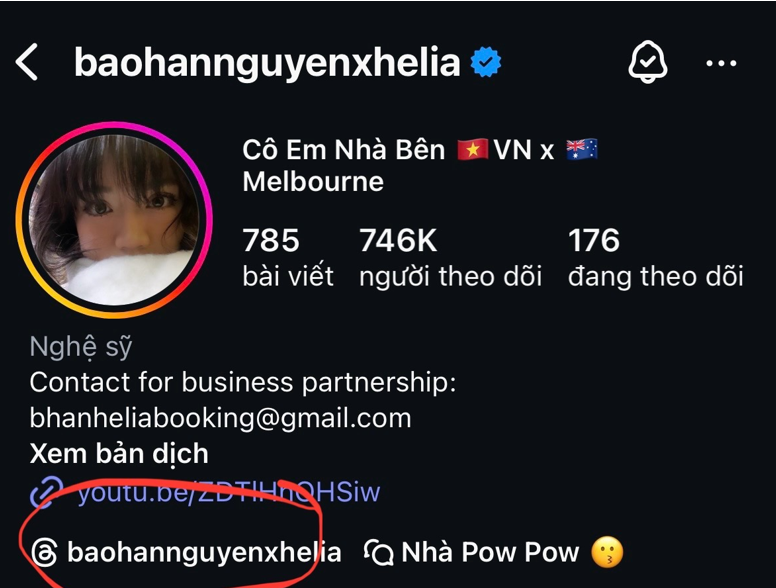 baohannguyenxhelia
Cô Em Nhà Bên 🇻🇳VN x 🇦🇺
Melbourne
785 746K 176
bài viết người theo dõi đang theo dõi
Nghệ sỹ
Contact for business partnership:
bhanheliabooking@gmail.com
Xem bản dịch
youtu.be/ZDTlHnOHSiw
baohannguyenxhelia Nhà Pow Pow 😗